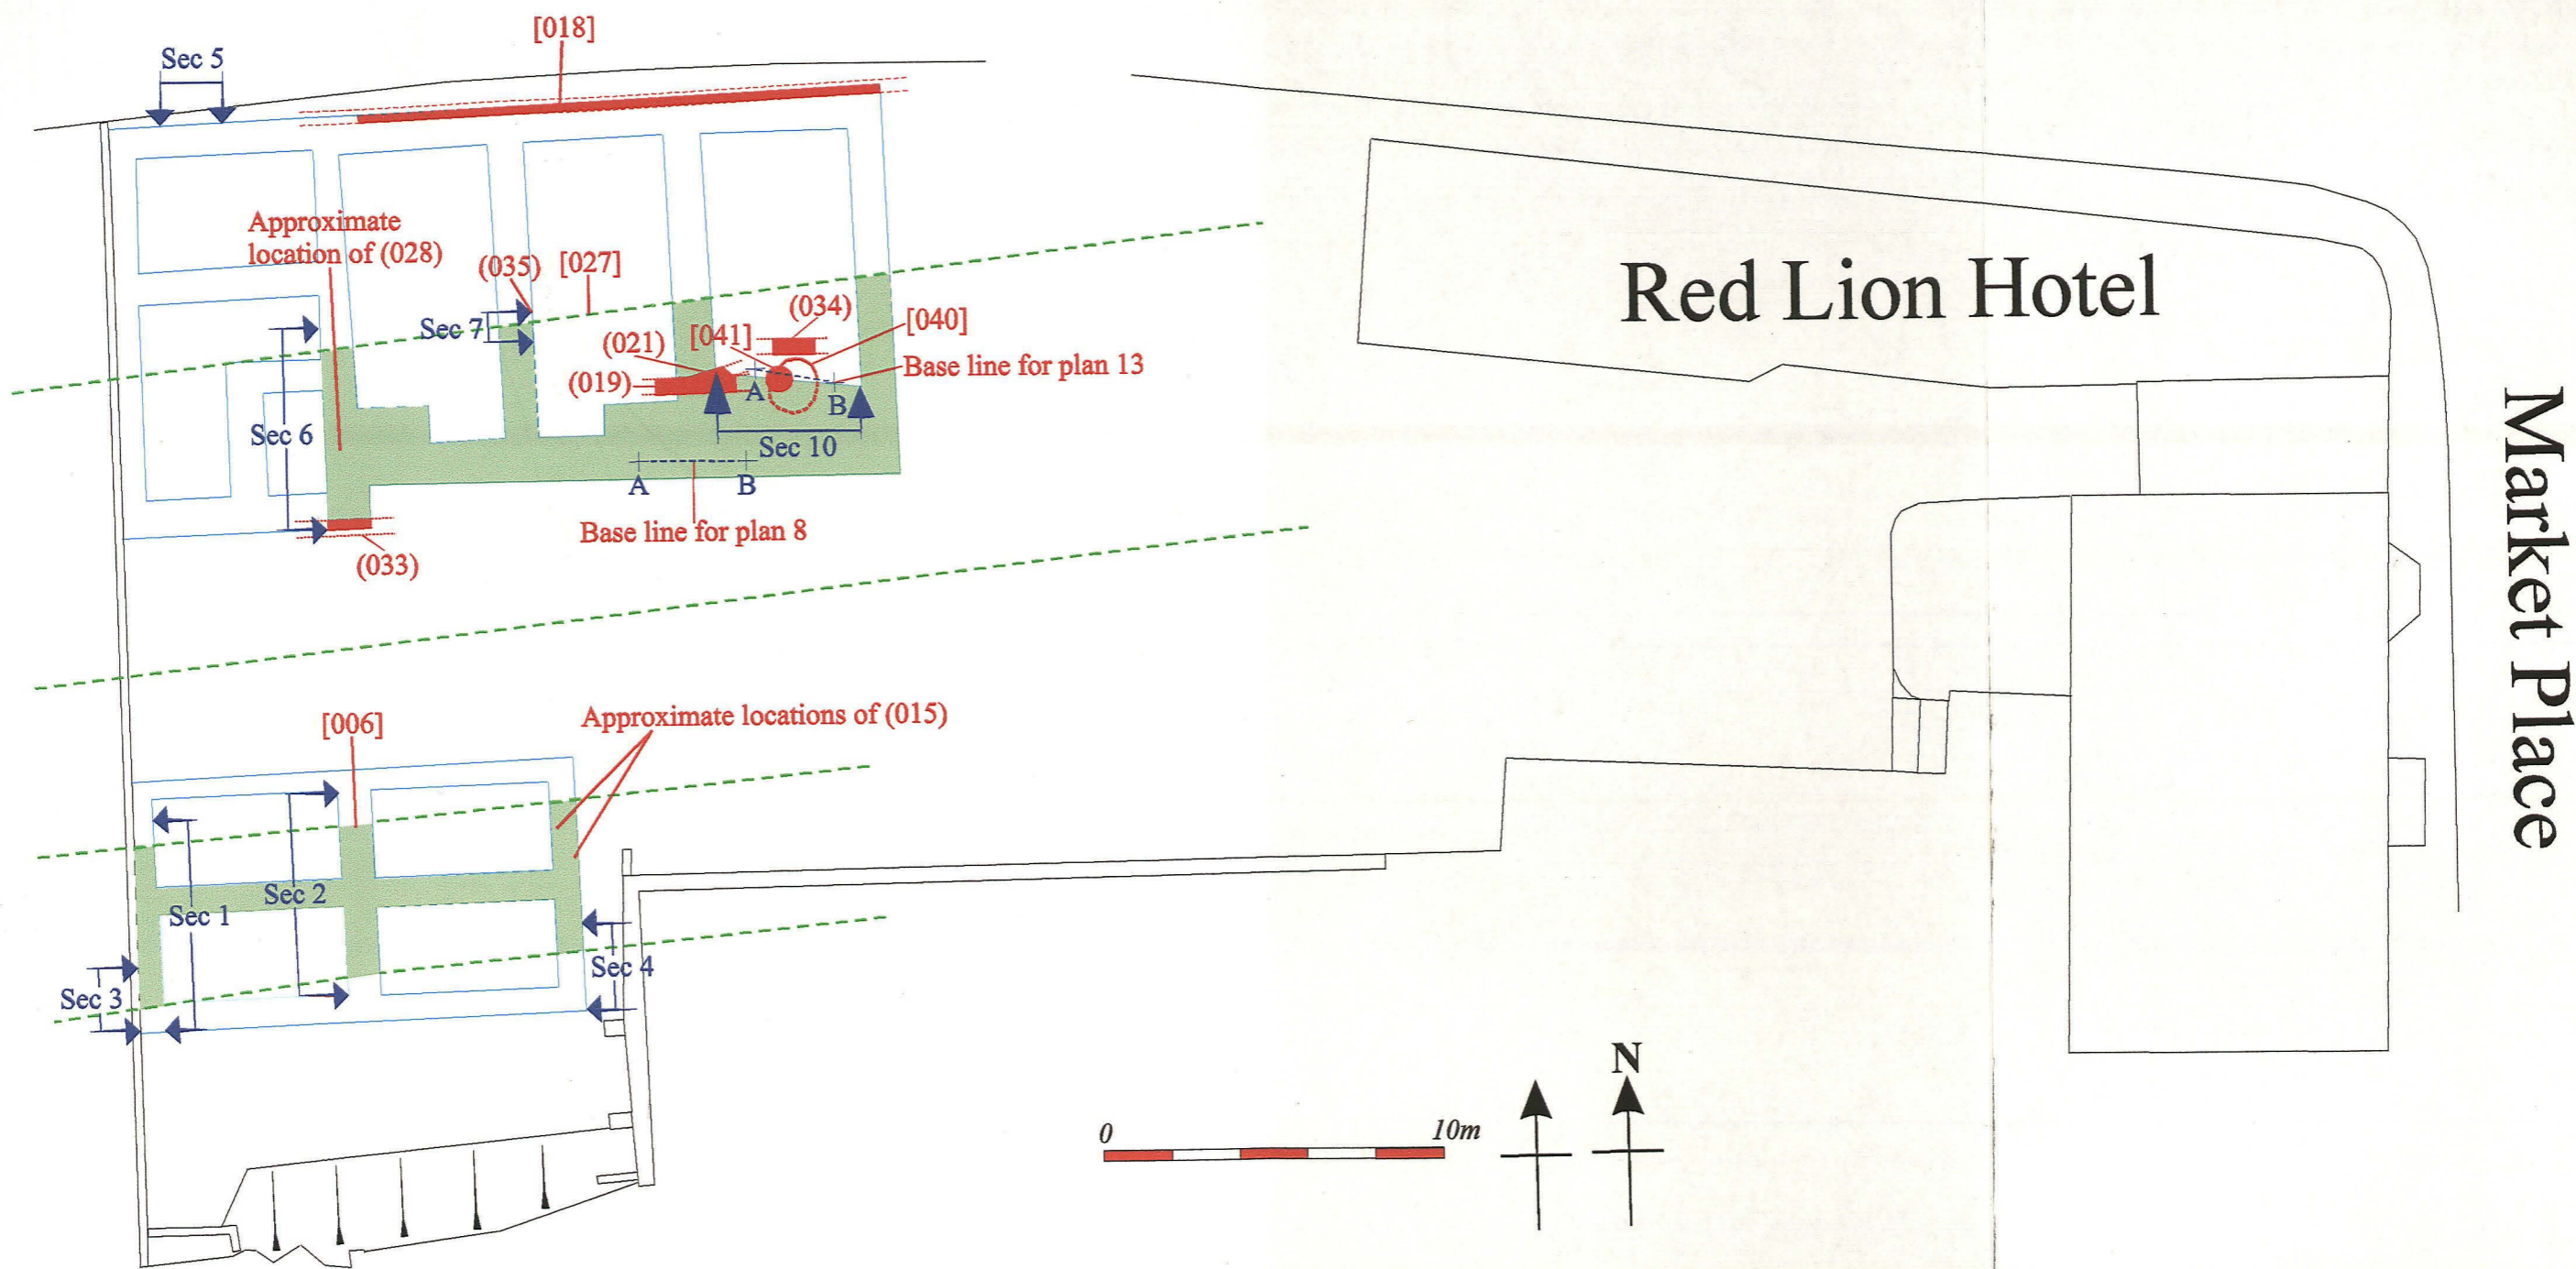 [018]
Sec 5
Approximate
location of (028)
(035)
[027]
Sec 7
(034)
[040]
(021)
[041]
Base line for plan 13
(019)
A
B
Sec 6
Sec 10
A
B
Base line for plan 8
(033)
Red Lion Hotel
Market Place
[006]
Approximate locations of (015)
Sec 2
Sec 1
Sec 4
Sec 3
N
0
10m